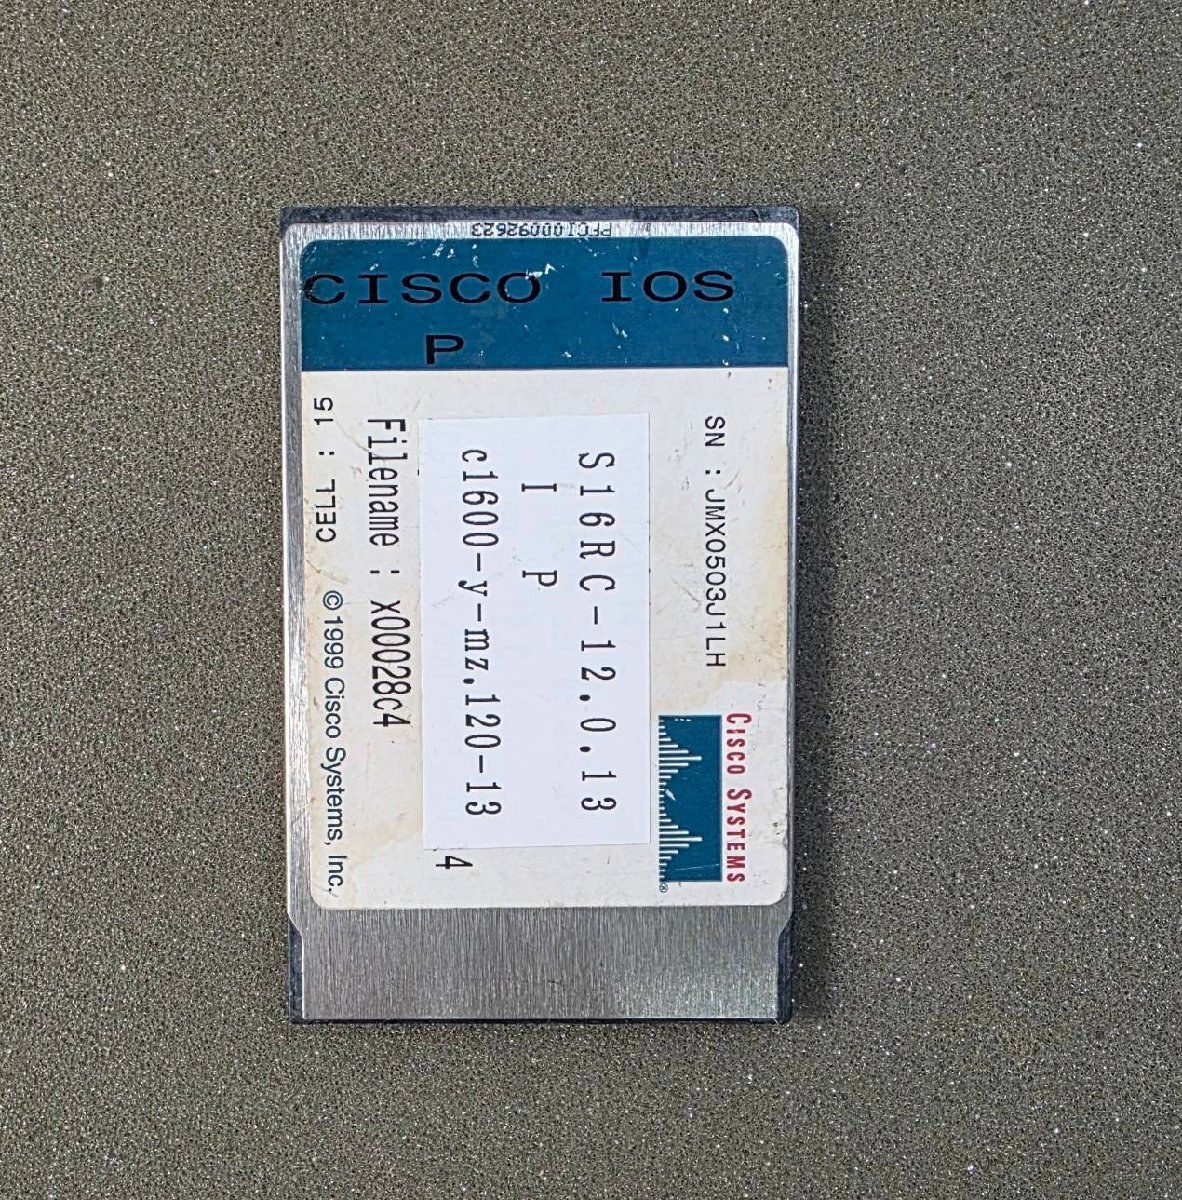 PFCI00092623
CISCO IOS
P
SN : JMX0503J1LH
CISCO SYSTEMS
®
S16RC-12.0.13
I P
c1600-y-mz.120-13
4
Filename : x00028c4
CELL : 15
©1999 Cisco Systems, Inc.